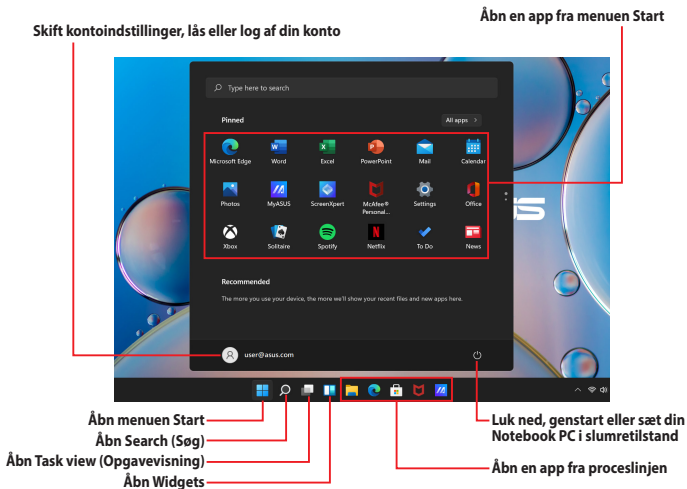 Åbn en app fra menuen Start
Skift kontoindstillinger, lås eller log af din konto
Type here to search
Pinned
All apps >
Microsoft Edge Word Excel PowerPoint Mail Calendar
Photos MyASUS ScreenXpert McAfee® Personal... Settings Office
Xbox Solitaire Spotify Netflix To Do News
Recommended
The more you use your device, the more we'll show your recent files and new apps here.
user@asus.com
Åbn menuen Start
Åbn Search (Søg)
Åbn Task view (Opgavevisning)
Åbn Widgets
Luk ned, genstart eller sæt din
Notebook PC i slumretilstand
Åbn en app fra proceslinjen